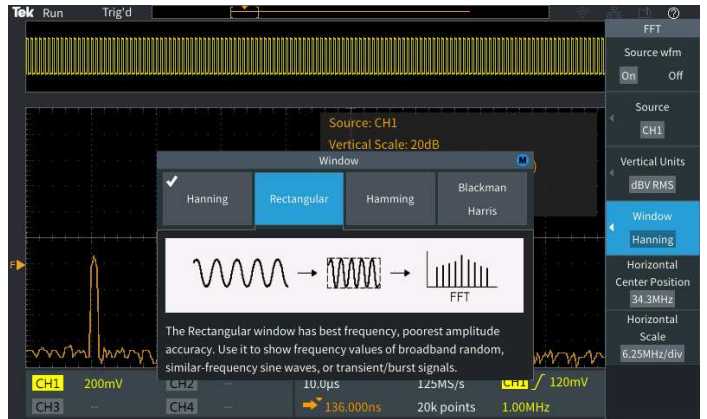 Tek Run Trig'd
FFT
Source wfm
On Off
Source
CH1
Vertical Units
dBV RMS
Window
Hanning
Horizontal
Center Position
34.3MHz
Horizontal
Scale
6.25MHz/div
Source: CH1
Vertical Scale: 20dB
Window
M
Hanning
Rectangular
Hamming
Blackman
Harris
FFT
The Rectangular window has best frequency, poorest amplitude
accuracy. Use it to show frequency values of broadband random,
similar-frequency sine waves, or transient/burst signals.
F
CH1 200mV CH2 -- 10.0µs 125MS/s CH1 120mV
CH3 -- CH4 -- 136.000ns 20k points 1.00MHz